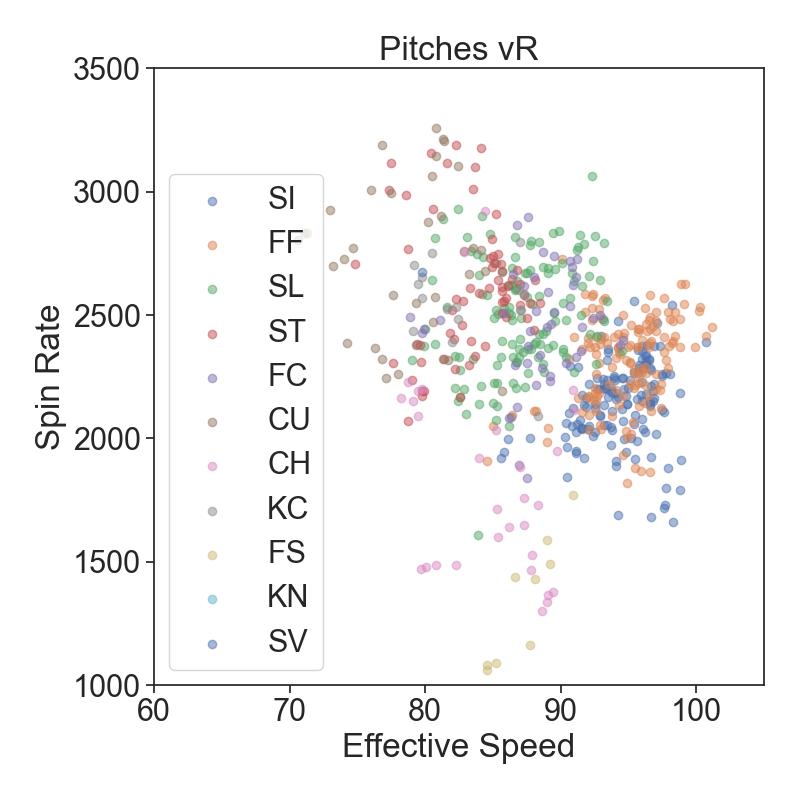 Pitches vR
3500
3000
2500
2000
1500
1000
Spin Rate
SI
FF
SL
ST
FC
CU
CH
KC
FS
KN
SV
60 70 80 90 100
Effective Speed